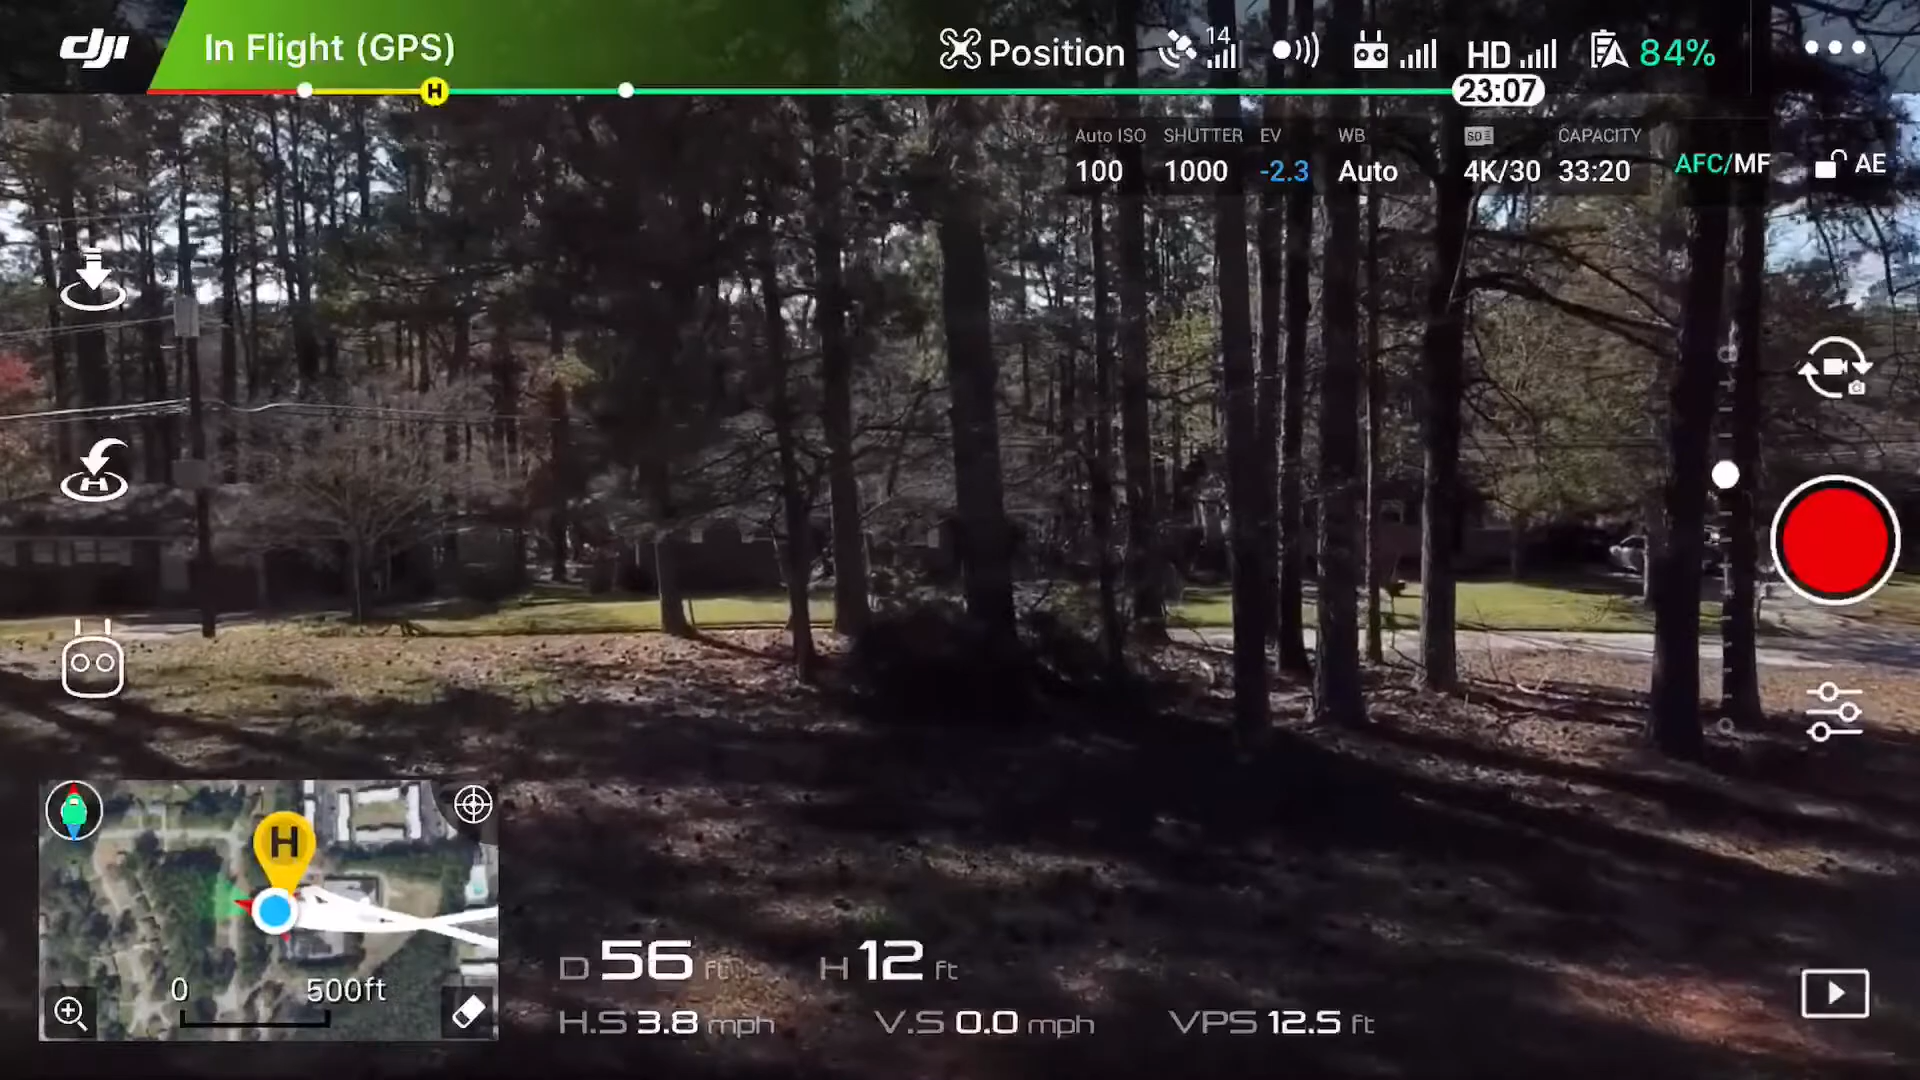 dji
In Flight (GPS)
Position
14
HD
84%
H
23:07
Auto ISO
SHUTTER
EV
WB
SD
CAPACITY
100
1000
-2.3
Auto
4K/30
33:20
AFC/MF
AE
H
H
0
500ft
D 56 ft
H 12 ft
H.S 3.8 mph
V.S 0.0 mph
VPS 12.5 ft